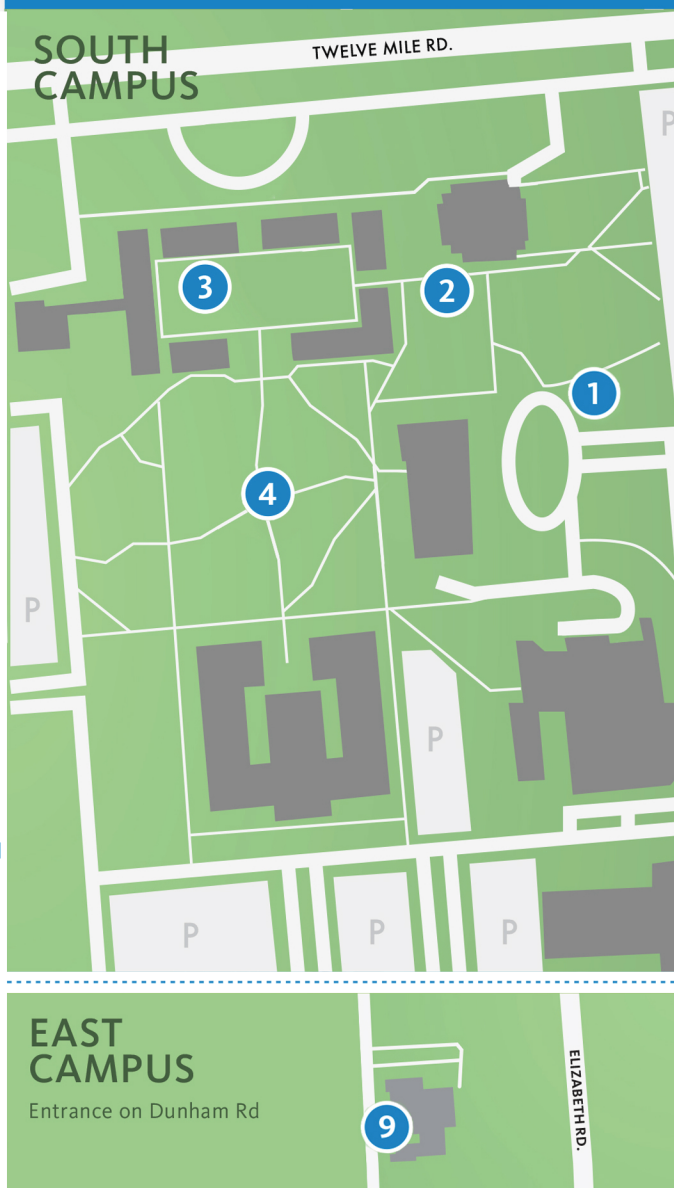 SOUTH
CAMPUS
TWELVE MILE RD.
P
3
2
1
4
P
P
P
P
P
EAST
CAMPUS
Entrance on Dunham Rd
ELIZABETH RD.
9